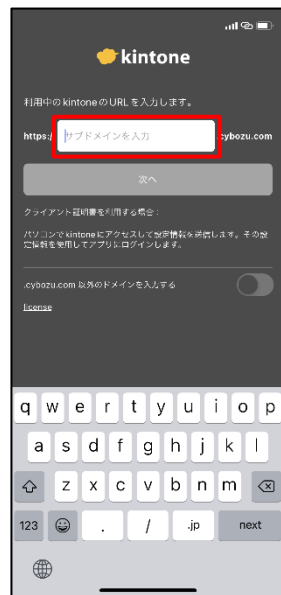 kintone
利用中のkintoneのURLを入力します。
https:// サブドメインを入力 .cybozu.com
次へ
クライアント証明書を利用する場合：
パソコンでkintoneにアクセスして設定情報を送信します。その設
定情報を使用してアプリにログインします。
.cybozu.com 以外のドメインを入力する
license
q w e r t y u i o p
a s d f g h j k l
z x c v b n m
123 . / .jp next